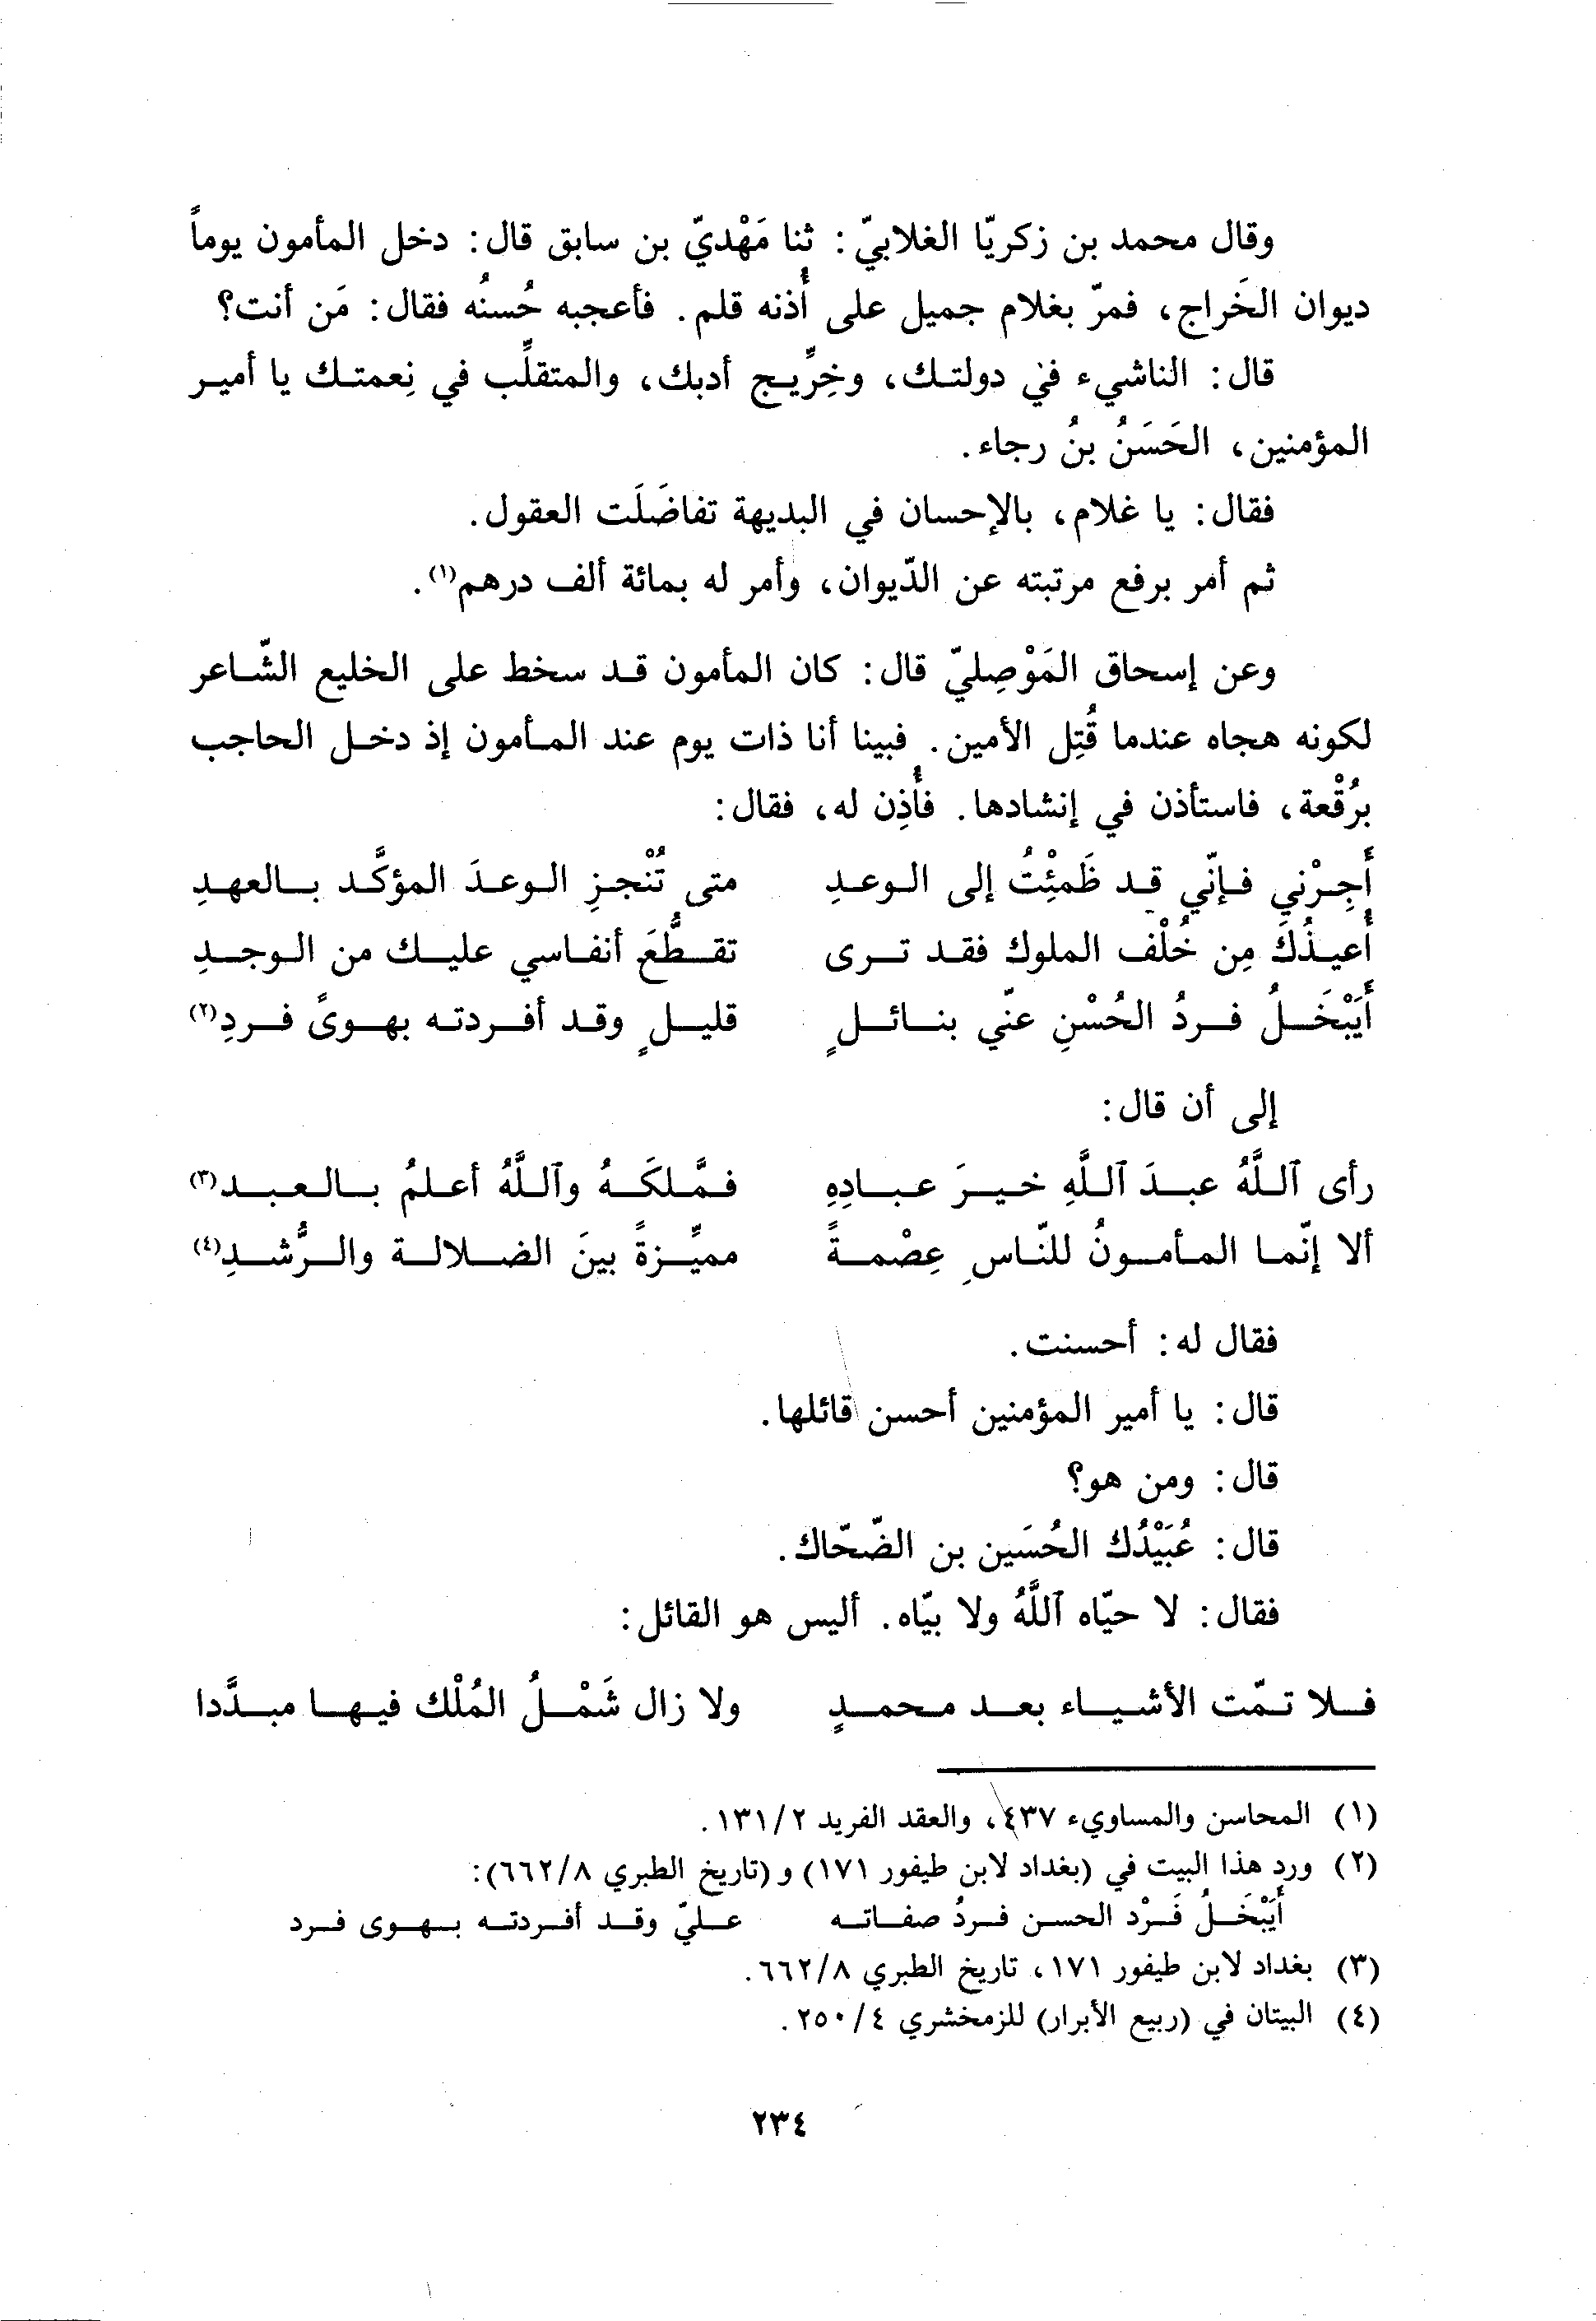 وقال محمد بن زكريّا الغلابيّ: ثنا مَهْديّ بن سابق قال: دخل المأمون يوماً
ديوان الخَراج، فمرّ بغلام جميل على أُذنه قلم. فأعجبه حُسنُه فقال: مَن أنت؟
قال: الناشيء في دولتك، وخِرِّيج أدبك، والمتقلِّب في نِعمتك يا أمير
المؤمنين، الحَسَنُ بنُ رجاء.
فقال: يا غلام، بالإحسان في البديهة تفاضَلَت العقول.
ثم أمر برفع مرتبته عن الدّيوان، وأمر له بمائة ألف درهم(١).
وعن إسحاق المَوْصِليّ قال: كان المأمون قد سخط على الخليع الشّاعر
لكونه هجاه عندما قُتِل الأمين. فبينا أنا ذات يوم عند المأمون إذ دخل الحاجب
برُقْعة، فاستأذن في إنشادها. فأُذِن له، فقال:
أَجِرْني فإنّي قد ظَمِئْتُ إلى الوعدِ متى تُنْجزِ الوعدَ المؤكَّد بالعهدِ
أُعيذُكَ مِن خُلْف الملوك فقد ترى تقطُّعَ أنفاسي عليك من الوجدِ
أَيَبْخَلُ فردُ الحُسْنِ عنّي بنائلٍ قليلٍ وقد أفردته بهوىً فردِ(٢)
إلى أن قال:
رأى ٱللَّهُ عبدَ ٱللَّهِ خيرَ عبادِهِ فمَّلكَهُ وٱللَّهُ أعلمُ بالعبد(٣)
ألا إنّما المأمونُ للنّاسِ عِصْمةً مميِّزةً بينَ الضلالة والرُّشدِ(٤)
فقال له: أحسنت.
قال: يا أمير المؤمنين أحسن قائلها.
قال: ومن هو؟
قال: عُبَيْدُك الحُسَين بن الضّحّاك.
فقال: لا حيّاه ٱللَّهُ ولا بيّاه. أليس هو القائل:
فلا تمّت الأشياء بعد محمدٍ ولا زال شَمْلُ المُلْك فيها مبدَّدا
(١) المحاسن والمساويء ٤٣٧، والعقد الفريد ١٣١/٢.
(٢) ورد هذا البيت في (بغداد لابن طيفور ١٧١) و(تاريخ الطبري ٦٦٢/٨):
أَيَبْخَلُ فَرْد الحسن فردُ صفاته عليّ وقد أفردته بهوى فرد
(٣) بغداد لابن طيفور ١٧١، تاريخ الطبري ٦٦٢/٨.
(٤) البيتان في (ربيع الأبرار) للزمخشري ٢٥٠/٤.
٢٣٤